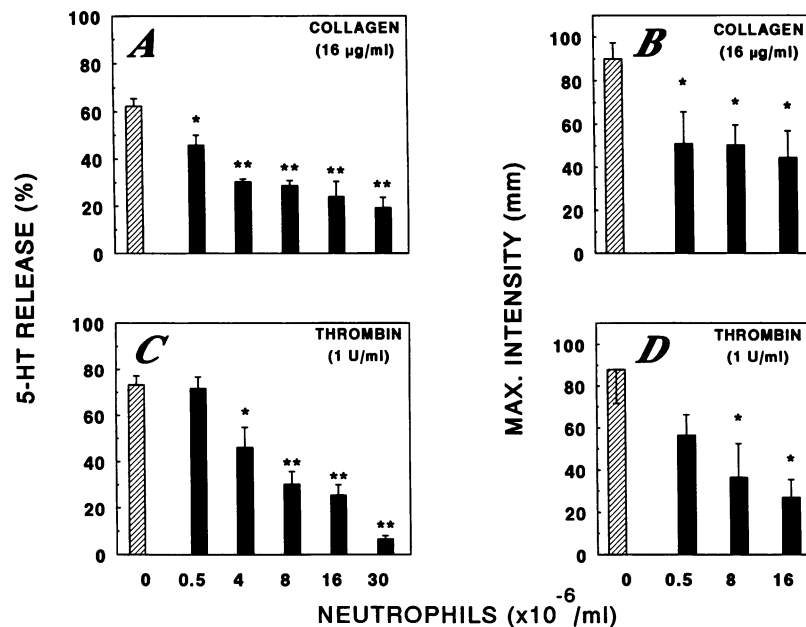 A
COLLAGEN
(16 µg/ml)
100
80
60
40
20
0
*
**
**
**
**
B
COLLAGEN
(16 µg/ml)
100
80
60
40
20
0
*
*
*
5-HT RELEASE (%)
MAX. INTENSITY (mm)
C
THROMBIN
(1 U/ml)
100
80
60
40
20
0
*
**
**
**
0 0.5 4 8 16 30
D
THROMBIN
(1 U/ml)
100
80
60
40
20
0
*
*
0 0.5 8 16
NEUTROPHILS (x10-6/ml)